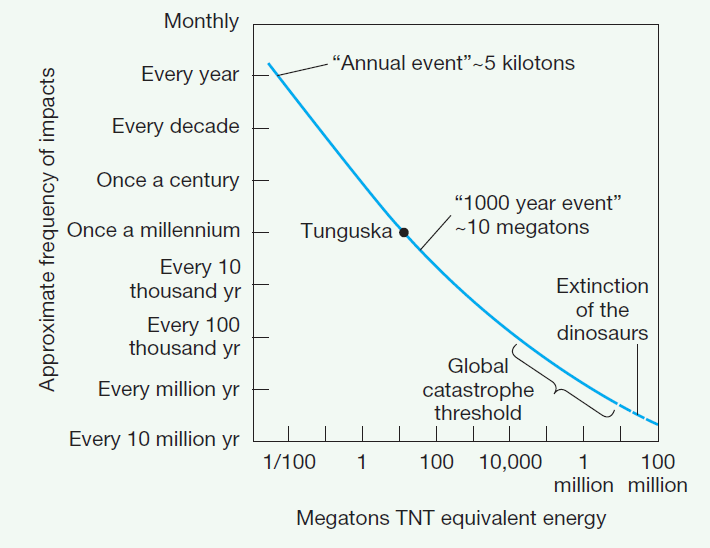 Monthly
Every year
Every decade
Once a century
Once a millennium
Every 10
thousand yr
Every 100
thousand yr
Every million yr
Every 10 million yr
Approximate frequency of impacts
“Annual event”~5 kilotons
“1000 year event”
~10 megatons
Tunguska
Extinction
of the
dinosaurs
Global
catastrophe
threshold
1/100
1
100
10,000
1
million
100
million
Megatons TNT equivalent energy